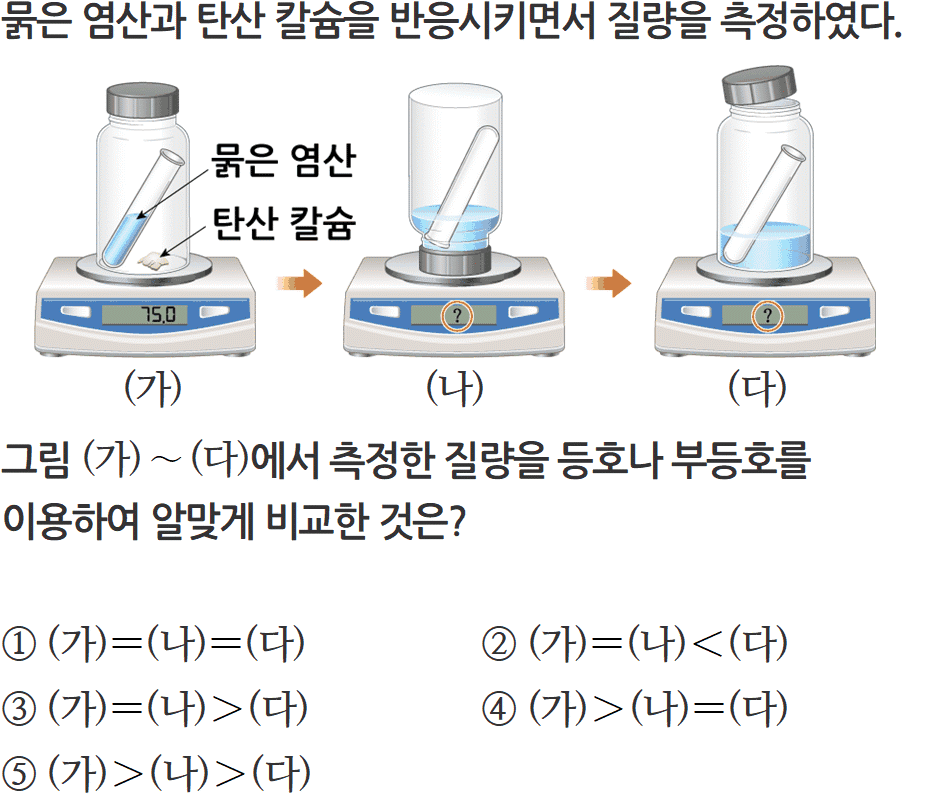 묽은 염산과 탄산 칼슘을 반응시키면서 질량을 측정하였다.
묽은 염산
탄산 칼슘
75.0
?
?
(가)
(나)
(다)
그림 (가) ~ (다)에서 측정한 질량을 등호나 부등호를
이용하여 알맞게 비교한 것은?
① (가)=(나)=(다)
② (가)=(나)<(다)
③ (가)=(나)>(다)
④ (가)>(나)=(다)
⑤ (가)>(나)>(다)